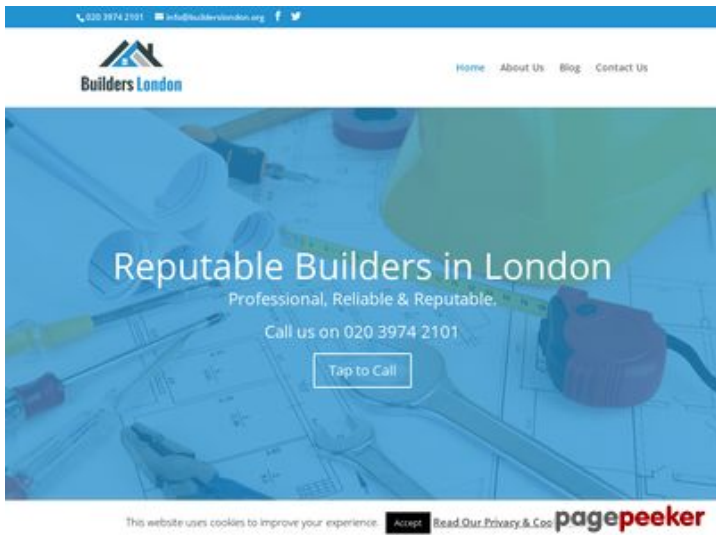 020 3974 2101 info@builderslondon.org
Builders London
Home About Us Blog Contact Us
Reputable Builders in London
Professional, Reliable & Reputable.
Call us on 020 3974 2101
Tap to Call
This website uses cookies to improve your experience. Accept Read Our Privacy & Coo
pagepeeker